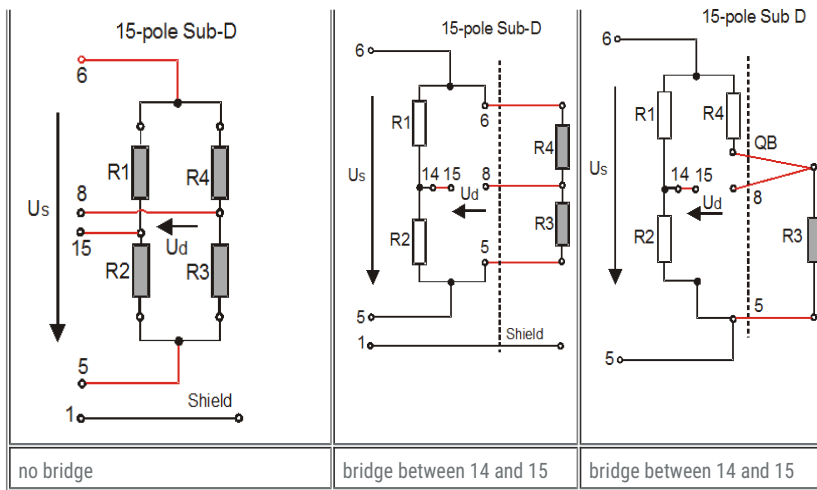 15-pole Sub-D
6
R1
R4
Us
8
15
Ud
R2
R3
5
Shield
1
no bridge
15-pole Sub-D
6
R1
6
R4
Us
14 15
8
Ud
R2
R3
5
5
1
Shield
bridge between 14 and 15
15-pole Sub D
6
R1
R4
QB
Us
14 15
8
Ud
R2
R3
5
5
bridge between 14 and 15